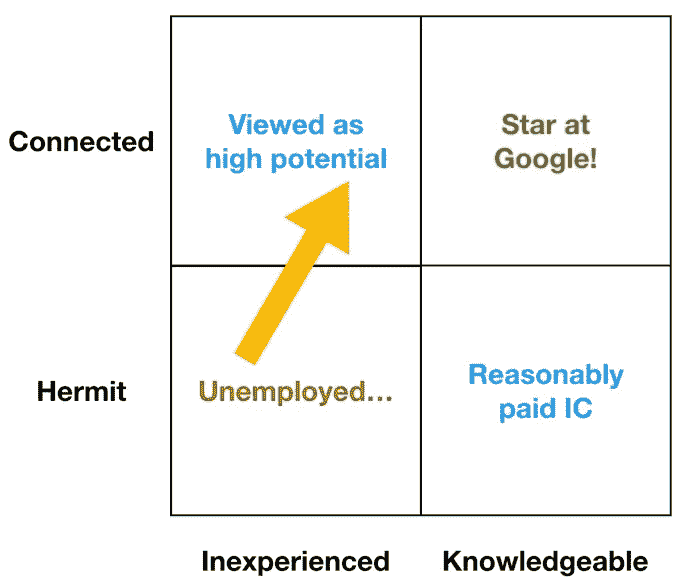 Connected
Viewed as
high potential
Star at
Google!
Hermit
Unemployed...
Reasonably
paid IC
Inexperienced
Knowledgeable